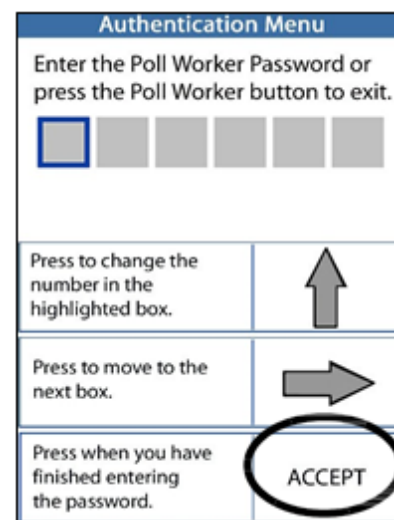 Authentication Menu
Enter the Poll Worker Password or
press the Poll Worker button to exit.
Press to change the
number in the
highlighted box.
Press to move to the
next box.
Press when you have
finished entering
the password.
ACCEPT